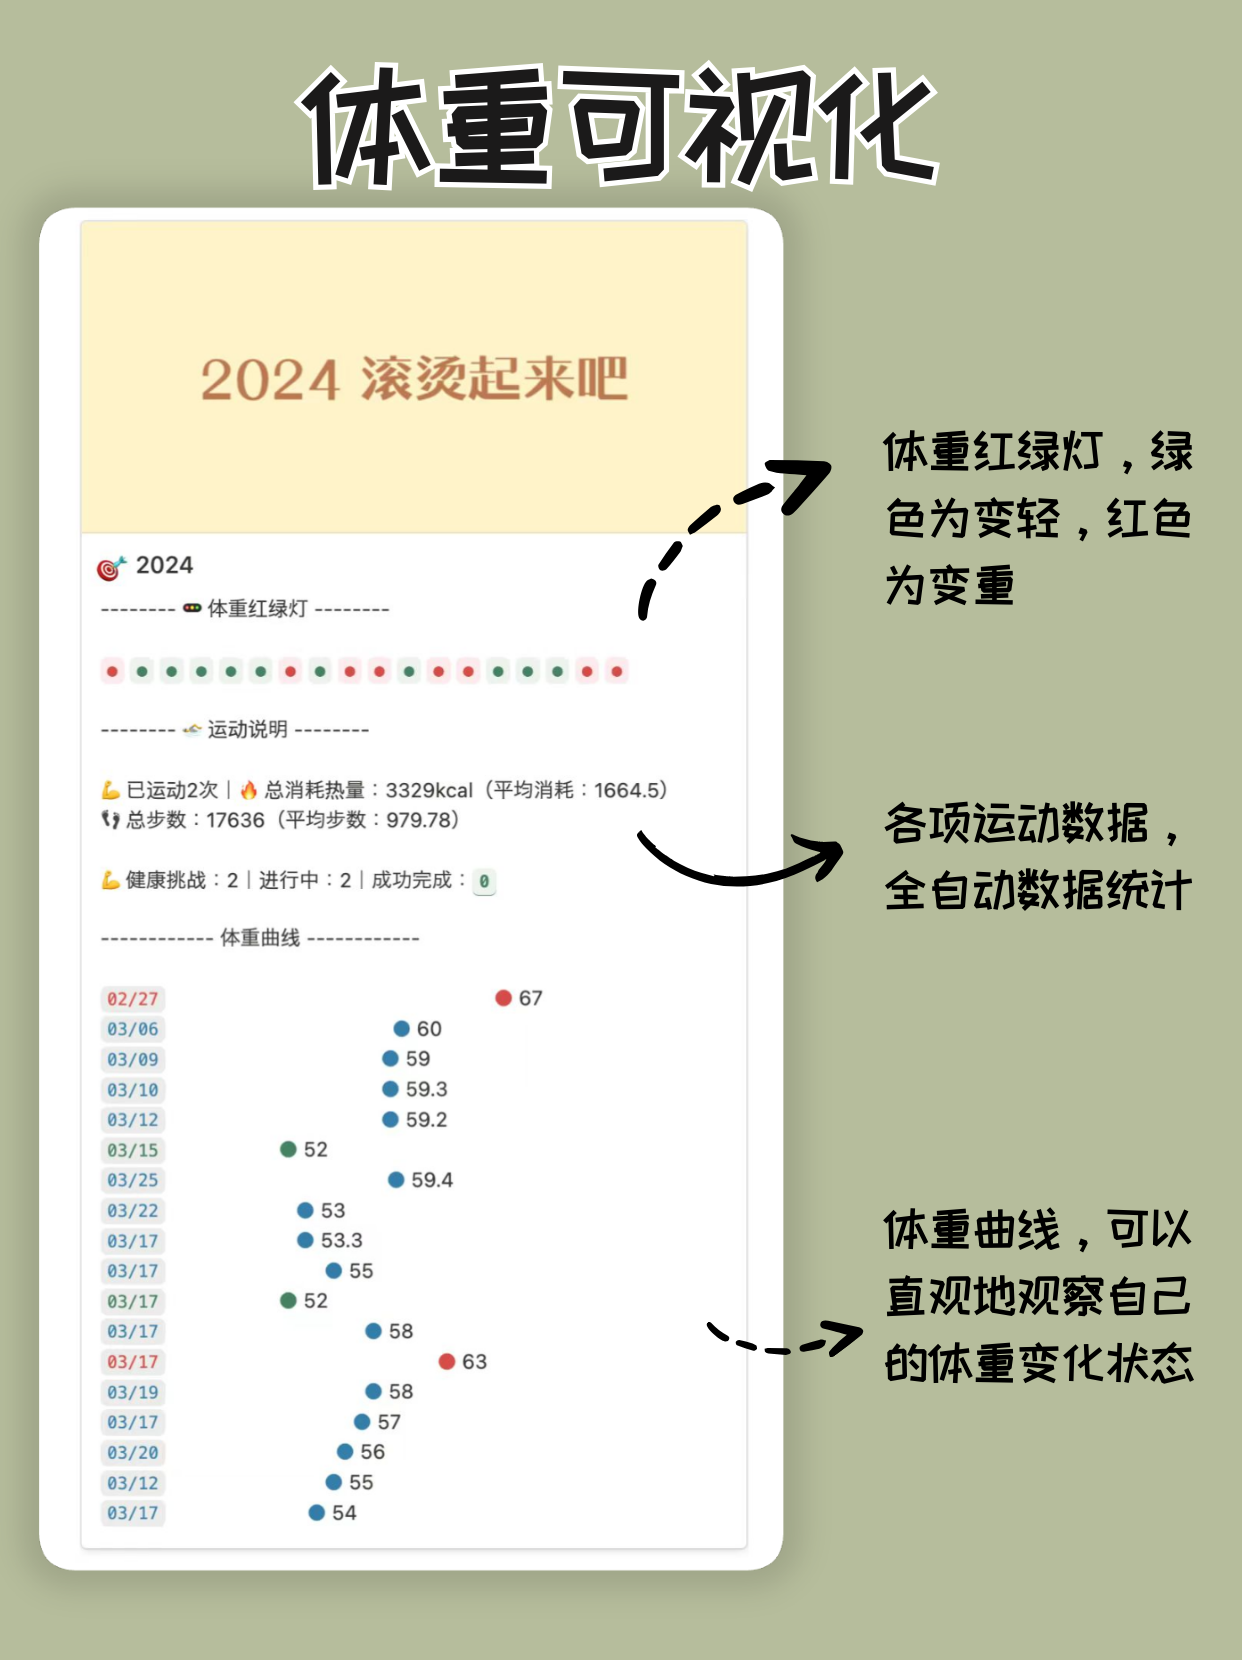 体重可视化
2024 滚烫起来吧
🎯 2024
-------- 🚥 体重红绿灯 --------
-------- 🏊 运动说明 --------
💪 已运动2次｜🔥 总消耗热量：3329kcal（平均消耗：1664.5）
👣 总步数：17636（平均步数：979.78）
💪 健康挑战：2｜进行中：2｜成功完成： 0
------------ 体重曲线 ------------
02/27 67
03/06 60
03/09 59
03/10 59.3
03/12 59.2
03/15 52
03/25 59.4
03/22 53
03/17 53.3
03/17 55
03/17 52
03/17 58
03/17 63
03/19 58
03/17 57
03/20 56
03/12 55
03/17 54
体重红绿灯，绿
色为变轻，红色
为变重
各项运动数据，
全自动数据统计
体重曲线，可以
直观地观察自己
的体重变化状态